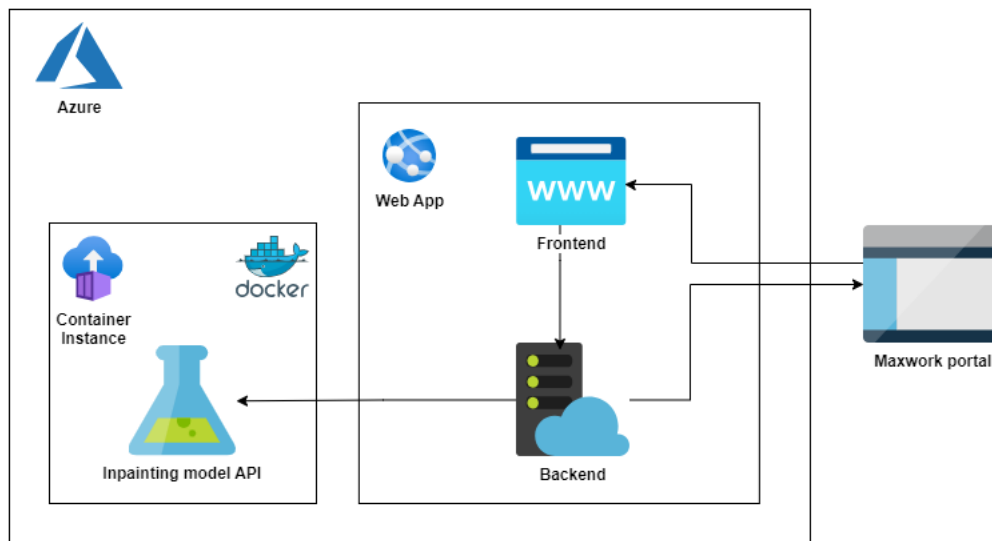 Azure
Web App
WWW
Frontend
Container
Instance
docker
Maxwork portal
Inpainting model API
Backend